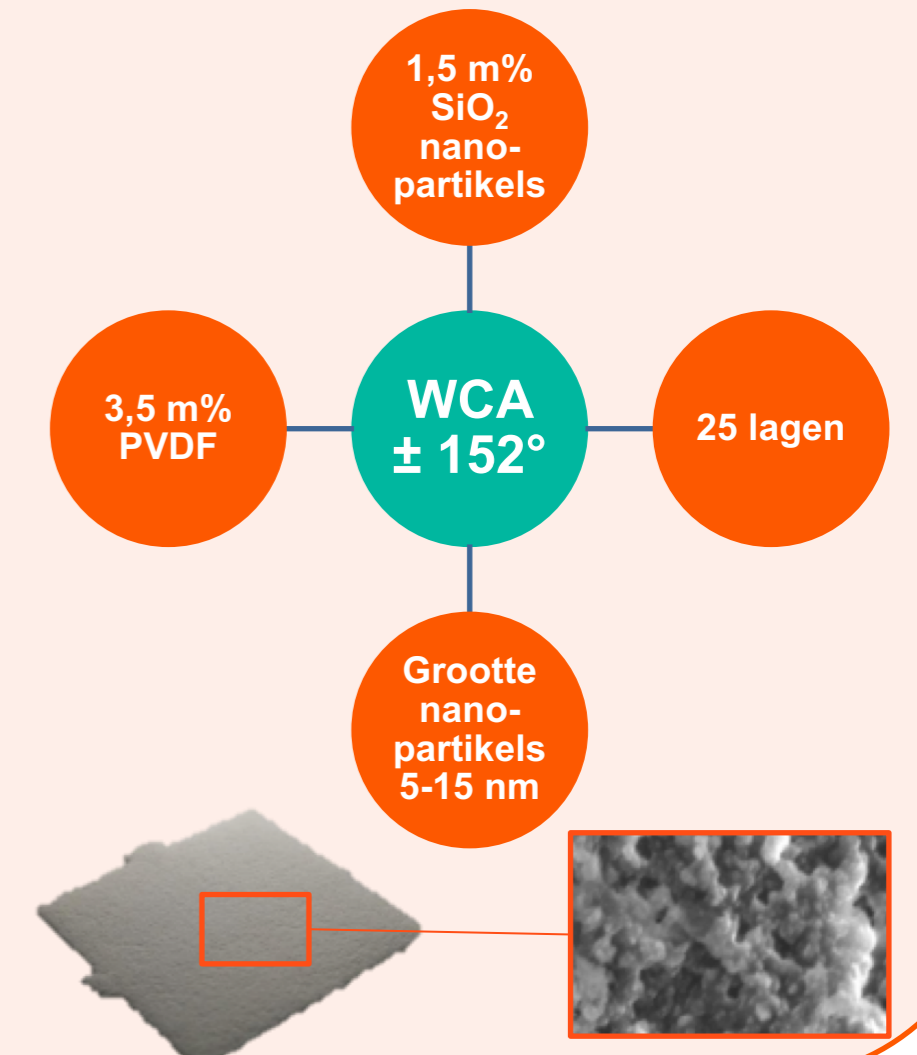 1,5 m%
SiO₂
nano-
partikels
3,5 m%
PVDF
WCA
± 152°
25 lagen
Grootte
nano-
partikels
5-15 nm